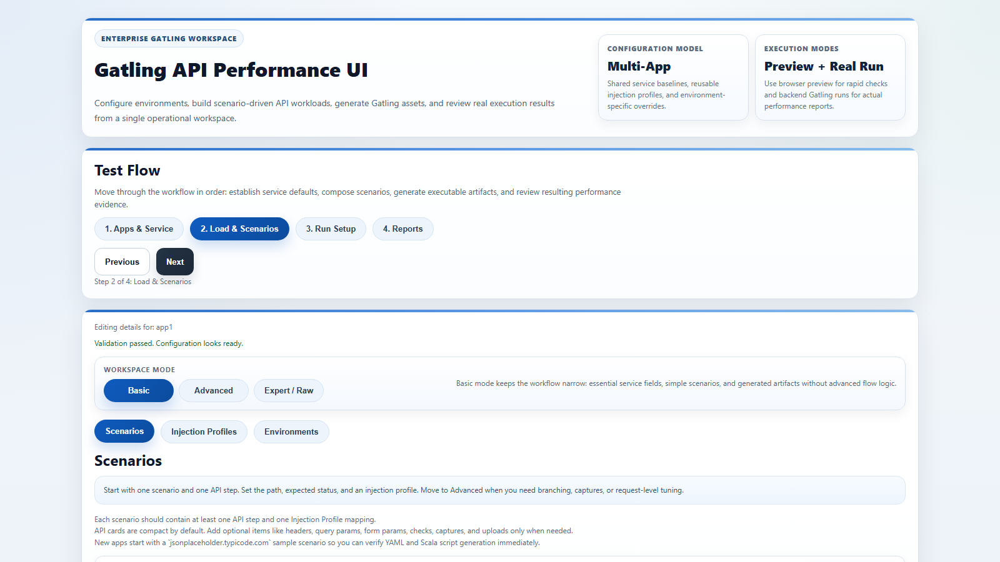 ENTERPRISE GATLING WORKSPACE
Gatling API Performance UI
Configure environments, build scenario-driven API workloads, generate Gatling assets, and review real execution results
from a single operational workspace.
CONFIGURATION MODEL
Multi-App
Shared service baselines, reusable
injection profiles, and environment-
specific overrides.
EXECUTION MODES
Preview + Real Run
Use browser preview for rapid checks
and backend Gatling runs for actual
performance reports.
Test Flow
Move through the workflow in order: establish service defaults, compose scenarios, generate executable artifacts, and review resulting performance
evidence.
1. Apps & Service
2. Load & Scenarios
3. Run Setup
4. Reports
Previous
Next
Step 2 of 4: Load & Scenarios
Editing details for: app1
Validation passed. Configuration looks ready.
WORKSPACE MODE
Basic
Advanced
Expert / Raw
Basic mode keeps the workflow narrow: essential service fields, simple scenarios, and generated artifacts without advanced flow logic.
Scenarios
Injection Profiles
Environments
Scenarios
Start with one scenario and one API step. Set the path, expected status, and an injection profile. Move to Advanced when you need branching, captures, or request-level tuning.
Each scenario should contain at least one API step and one Injection Profile mapping.
API cards are compact by default. Add optional items like headers, query params, form params, checks, captures, and uploads only when needed.
New apps start with a `jsonplaceholder.typicode.com` sample scenario so you can verify YAML and Scala script generation immediately.